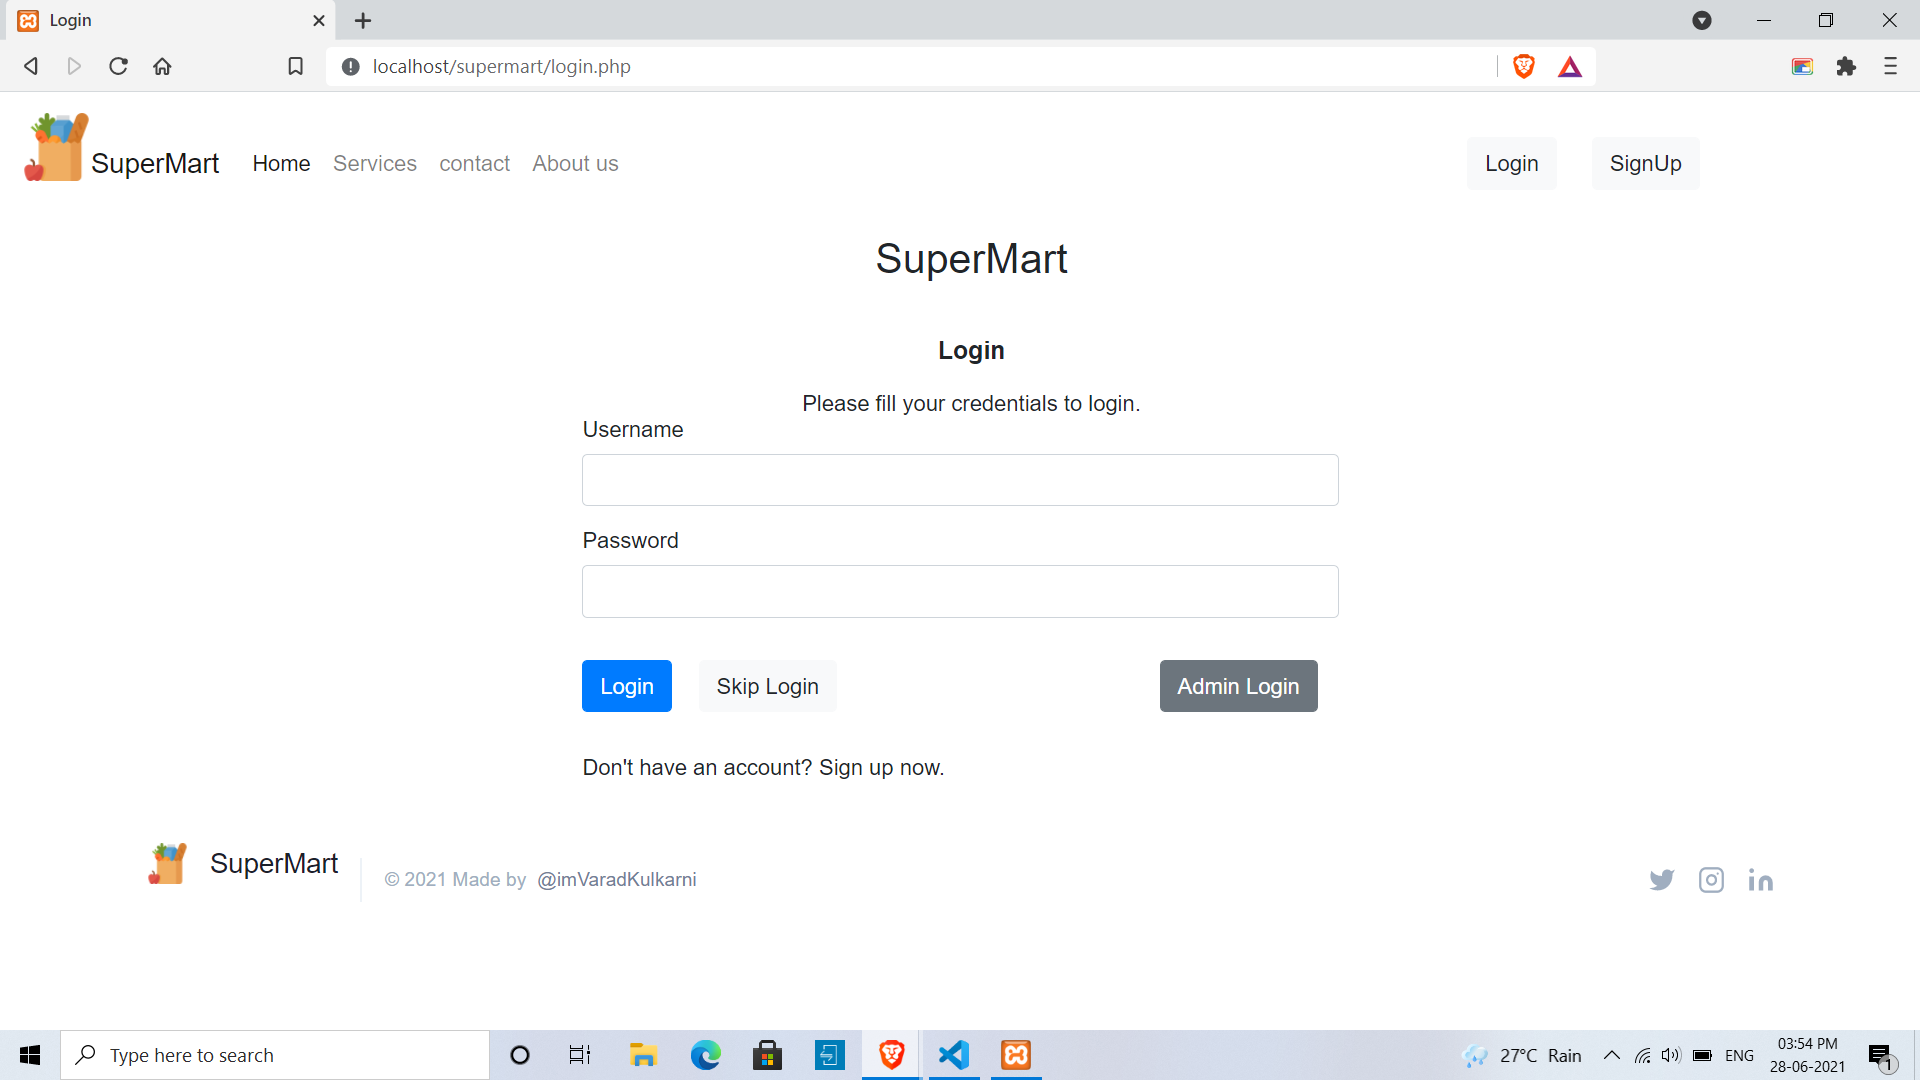 Login
localhost/supermart/login.php
SuperMart Home Services contact About us Login SignUp
SuperMart
Login
Please fill your credentials to login.
Username
Password
Login Skip Login Admin Login
Don't have an account? Sign up now.
SuperMart © 2021 Made by @imVaradKulkarni
Type here to search
27°C Rain ENG
03:54 PM
28-06-2021
1